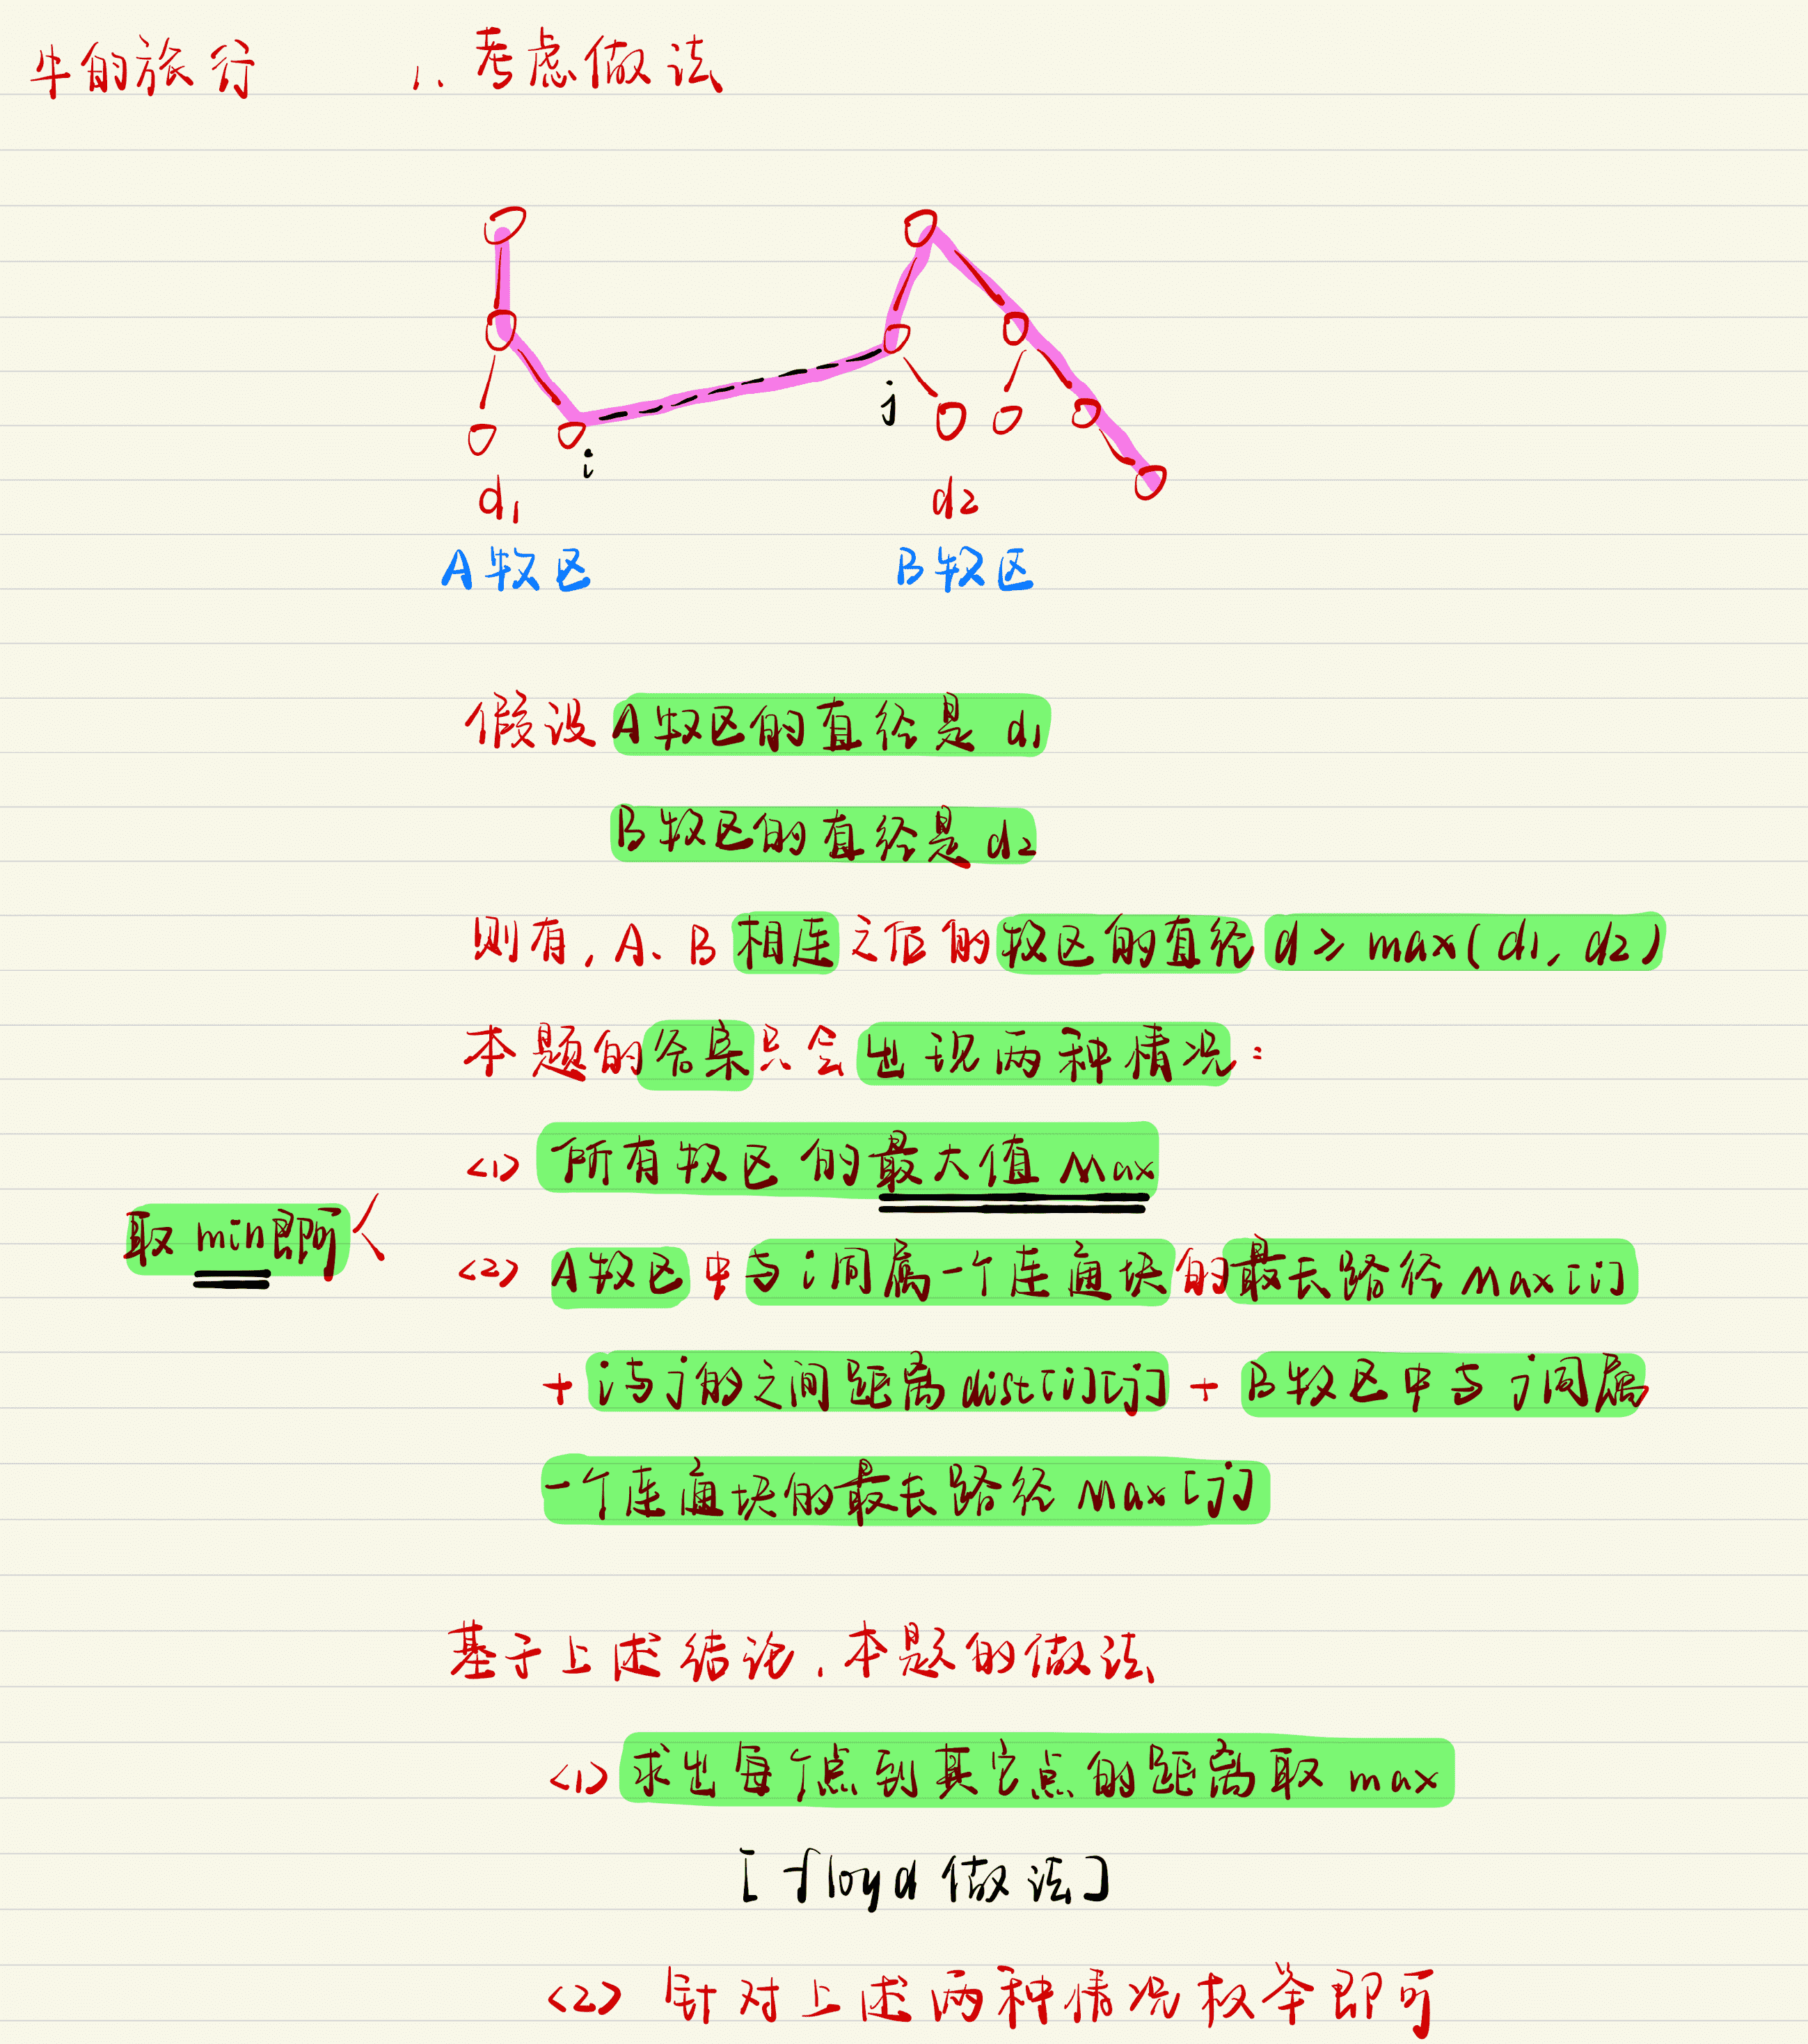 牛的旅行 1. 考虑做法
i
j
d1
d2
A牧区
B牧区
假设 A牧区的直径是 d1
B牧区的直径是 d2
则有, A、B 相连之后的牧区的直径 d ≥ max(d1, d2)
本题的答案只会出现两种情况:
<1> 所有牧区的最大值 Max
取 min即可
<2> A牧区中与i同属一个连通块的最长路径 Max[i]
+ i与j的之间距离 dist[i][j] + B牧区中与j同属
一个连通块的最长路径 Max[j]
基于上述结论, 本题的做法
<1> 求出每个点到其它点的距离取 max
[floyd 做法]
<2> 针对上述两种情况枚举即可